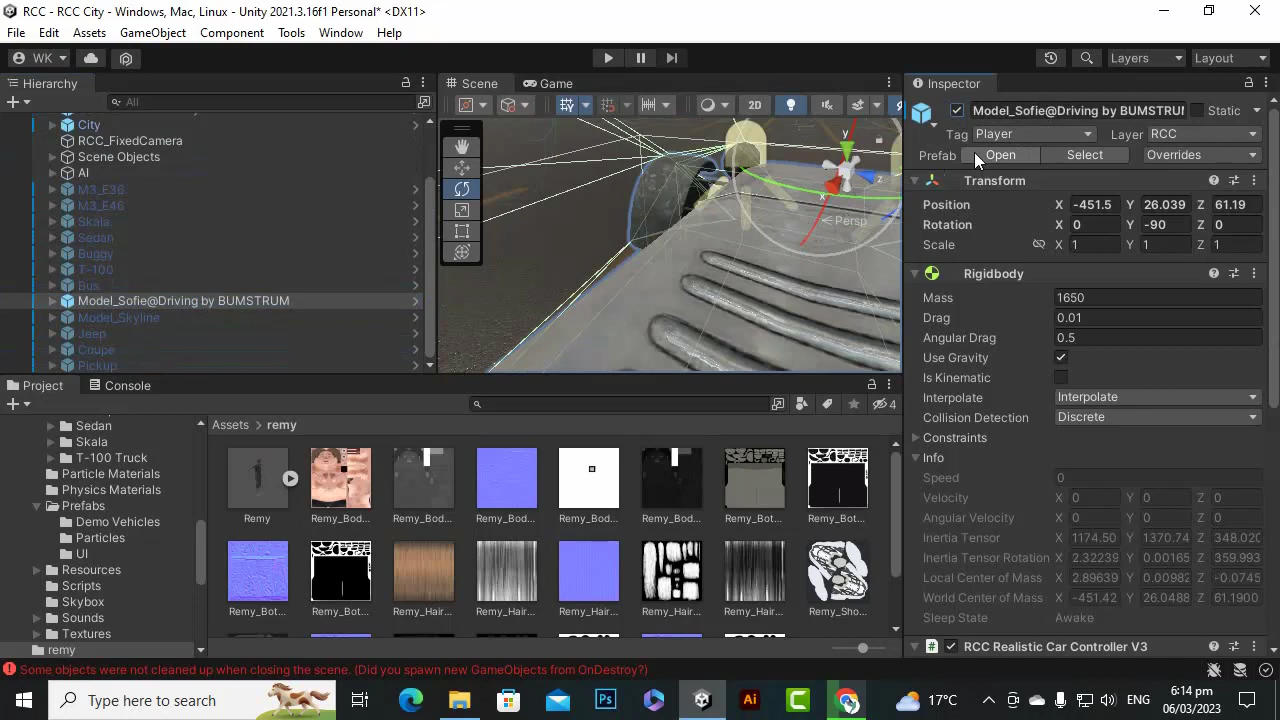 RCC - RCC City - Windows, Mac, Linux - Unity 2021.3.16f1 Personal* <DX11>
File Edit Assets GameObject Component Tools Window Help
WK Layers Layout
Hierarchy
All
City
RCC_FixedCamera
Scene Objects
AI
M3_E36
M3_E46
Skala
Sedan
Buggy
T-100
Bus
Model_Sofie@Driving by BUMSTRUM
Model_Skyline
Jeep
Coupe
Pickup
Scene Game
2D
y
z
x
Persp
Inspector
Model_Sofie@Driving by BUMSTRUM Static
Tag Player Layer RCC
Prefab Open Select Overrides
Transform
Position X -451.5 Y 26.039 Z 61.19
Rotation X 0 Y -90 Z 0
Scale X 1 Y 1 Z 1
Rigidbody
Mass 1650
Drag 0.01
Angular Drag 0.5
Use Gravity
Is Kinematic
Interpolate Interpolate
Collision Detection Discrete
Constraints
Info
Speed 0
Velocity X 0 Y 0 Z 0
Angular Velocity X 0 Y 0 Z 0
Inertia Tensor X 1174.50 Y 1370.74 Z 348.020
Inertia Tensor Rotation X 2.32239 Y 0.00165 Z 359.993
Local Center of Mass X 2.89639 Y 0.00982 Z -0.0745
World Center of Mass X -451.42 Y 26.0488 Z 61.1900
Sleep State Awake
RCC Realistic Car Controller V3
Project Console
4
Sedan
Skala
T-100 Truck
Particle Materials
Physics Materials
Prefabs
Demo Vehicles
Particles
UI
Resources
Scripts
Skybox
Sounds
Textures
remy
Assets > remy
Remy Remy_Bod... Remy_Bod... Remy_Bod... Remy_Bod... Remy_Bod... Remy_Bot... Remy_Bot...
Remy_Bot... Remy_Bot... Remy_Hair... Remy_Hair... Remy_Hair... Remy_Hair... Remy_Hair... Remy_Sho...
Some objects were not cleaned up when closing the scene. (Did you spawn new GameObjects from OnDestroy?)
Type here to search
Ps
Ai
17°C
ENG
6:14 pm
06/03/2023